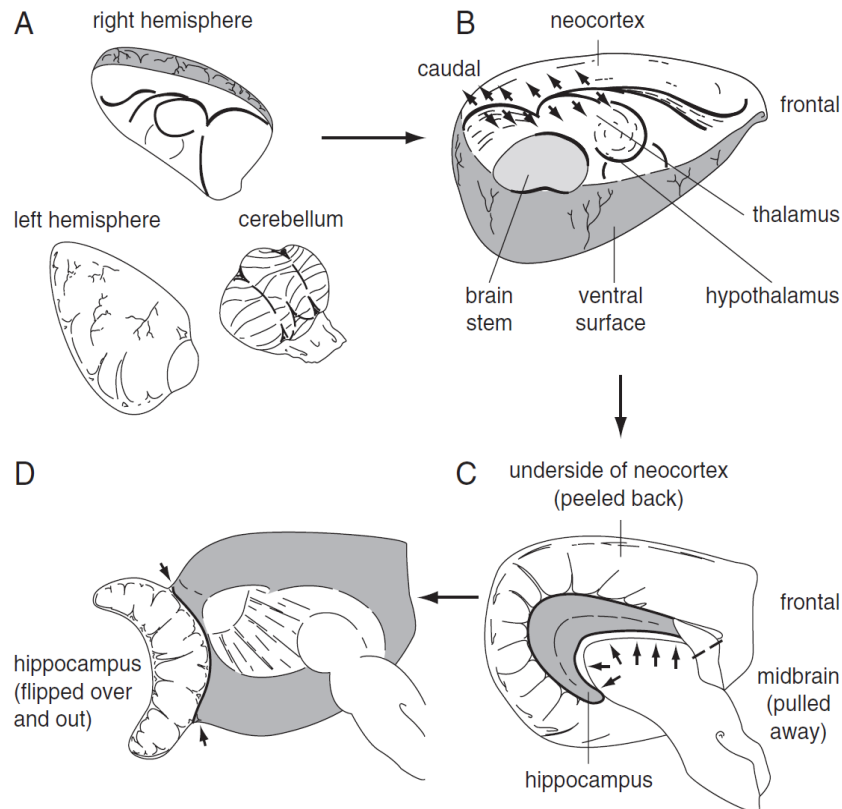 A
right hemisphere
left hemisphere
cerebellum
B
neocortex
caudal
frontal
thalamus
hypothalamus
brain
stem
ventral
surface
D
hippocampus
(flipped over
and out)
C
underside of neocortex
(peeled back)
frontal
midbrain
(pulled
away)
hippocampus